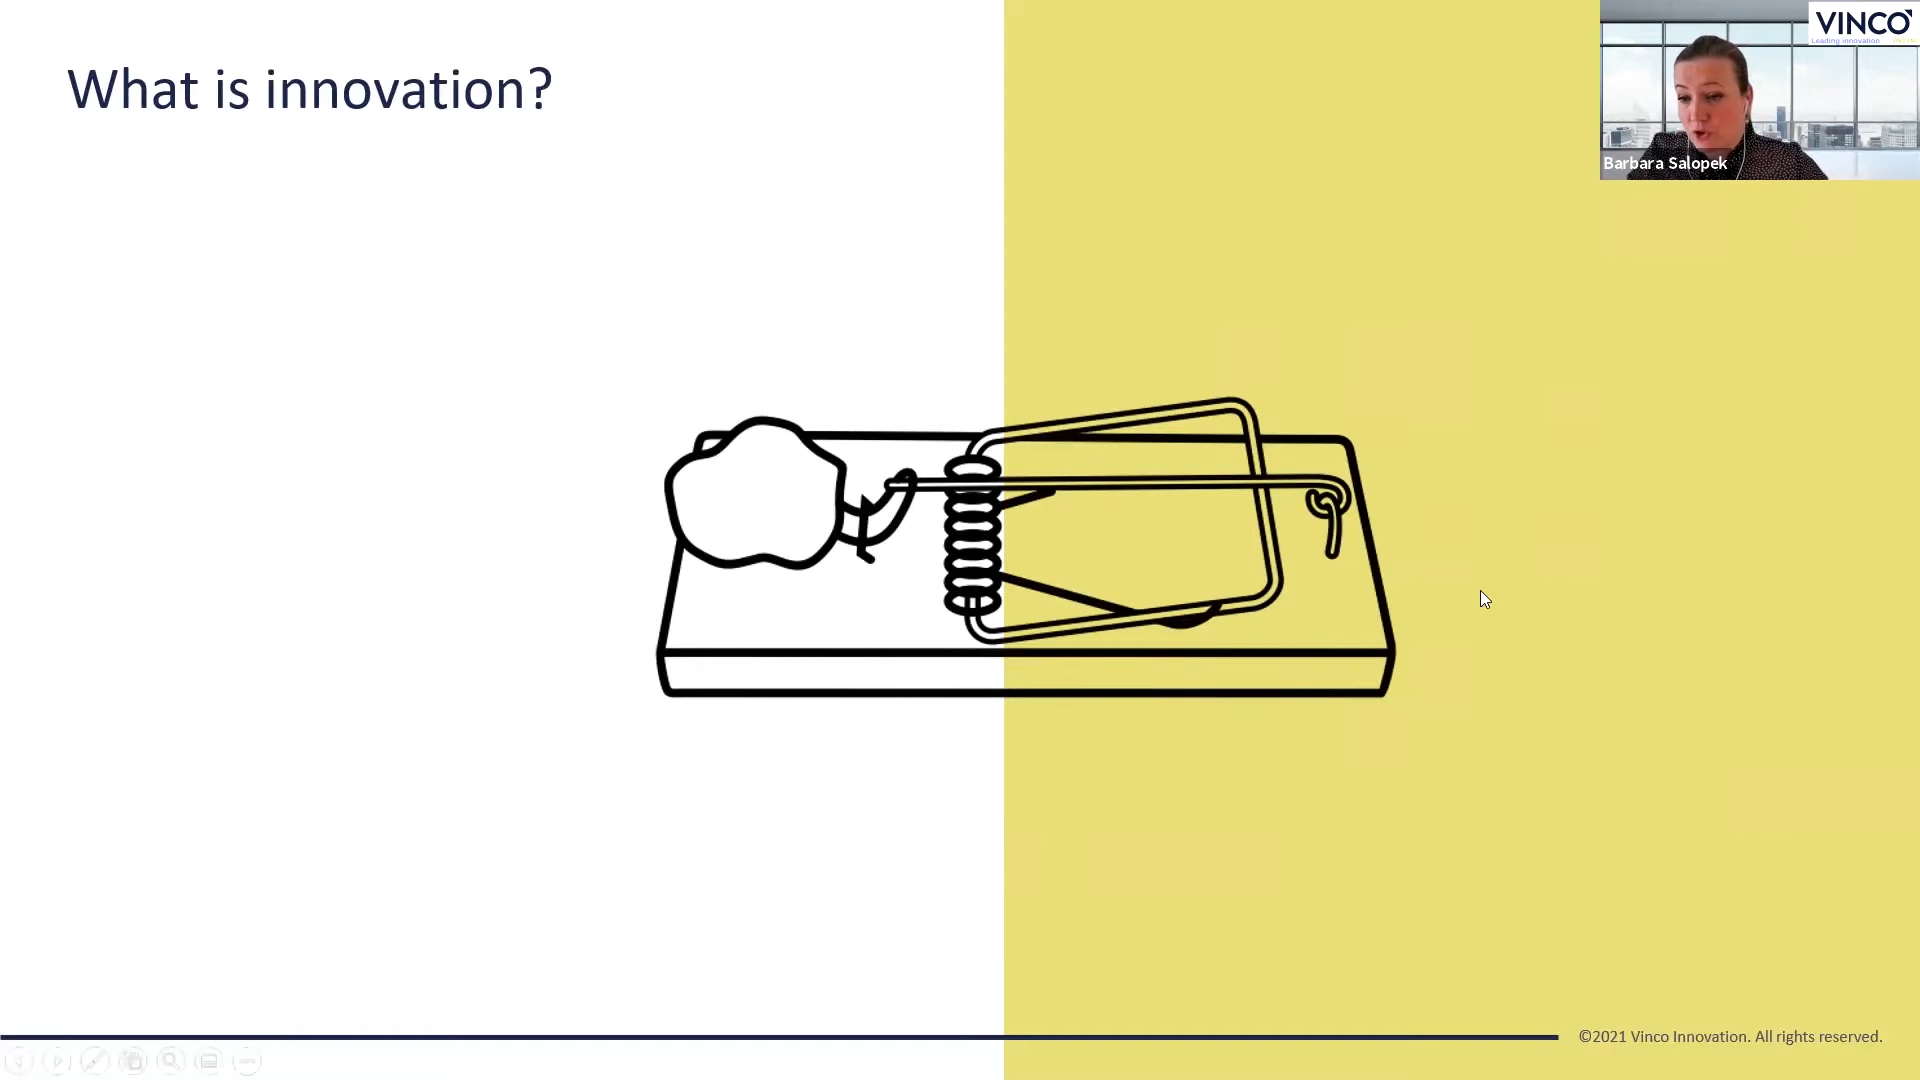 What is innovation?
VINCO
Leading innovation
Barbara Salopek
©2021 Vinco Innovation. All rights reserved.